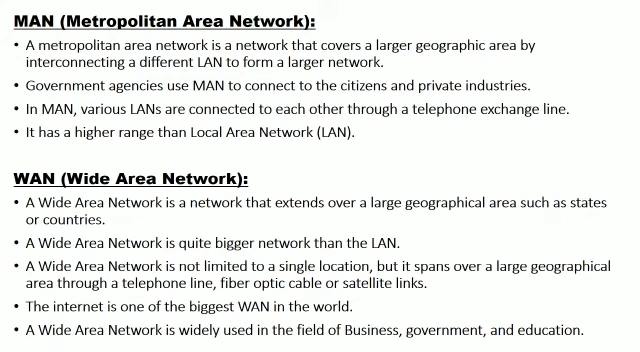 MAN (Metropolitan Area Network):
• A metropolitan area network is a network that covers a larger geographic area by
interconnecting a different LAN to form a larger network.
• Government agencies use MAN to connect to the citizens and private industries.
• In MAN, various LANs are connected to each other through a telephone exchange line.
• It has a higher range than Local Area Network (LAN).
WAN (Wide Area Network):
• A Wide Area Network is a network that extends over a large geographical area such as states
or countries.
• A Wide Area Network is quite bigger network than the LAN.
• A Wide Area Network is not limited to a single location, but it spans over a large geographical
area through a telephone line, fiber optic cable or satellite links.
• The internet is one of the biggest WAN in the world.
• A Wide Area Network is widely used in the field of Business, government, and education.